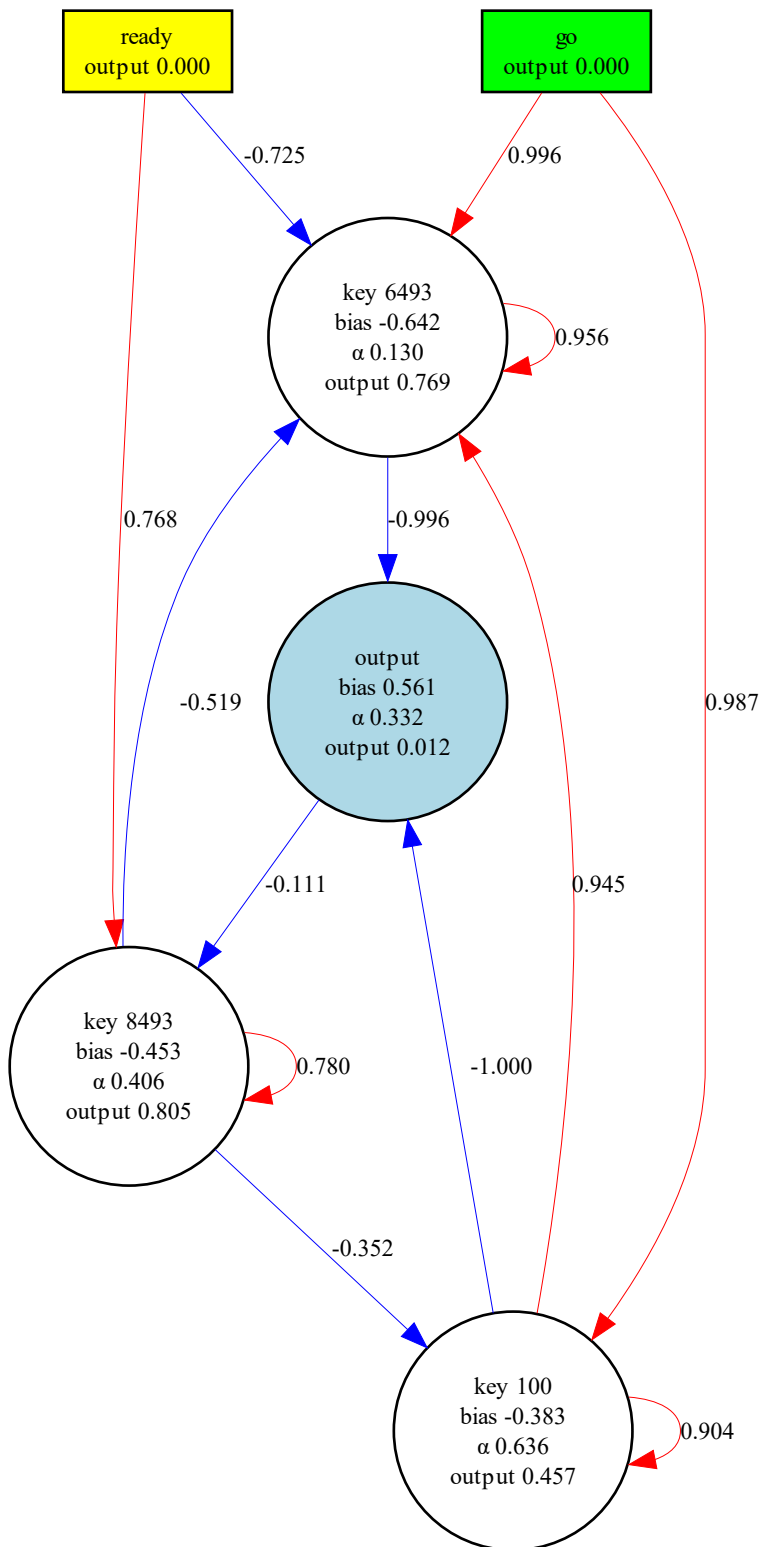 ready
output 0.000
go
output 0.000
-0.725
0.996
key 6493
bias -0.642
α 0.130
output 0.769
0.956
0.768
-0.996
output
bias 0.561
α 0.332
output 0.012
-0.519
0.987
-0.111
0.945
key 8493
bias -0.453
α 0.406
output 0.805
0.780
-1.000
-0.352
key 100
bias -0.383
α 0.636
output 0.457
0.904